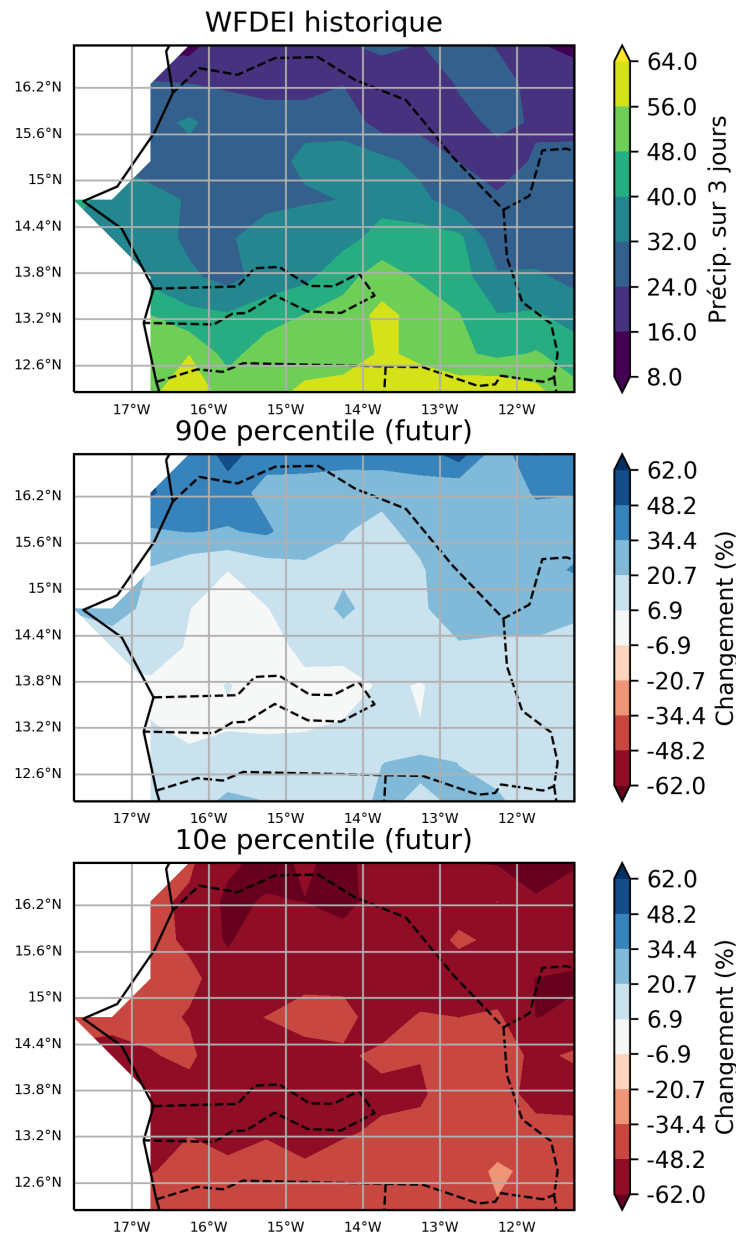 WFDEI historique
16.2°N
15.6°N
15°N
14.4°N
13.8°N
13.2°N
12.6°N
17°W 16°W 15°W 14°W 13°W 12°W
64.0
56.0
48.0
40.0
32.0
24.0
16.0
8.0
Précip. sur 3 jours
90e percentile (futur)
16.2°N
15.6°N
15°N
14.4°N
13.8°N
13.2°N
12.6°N
17°W 16°W 15°W 14°W 13°W 12°W
62.0
48.2
34.4
20.7
6.9
-6.9
-20.7
-34.4
-48.2
-62.0
Changement (%)
10e percentile (futur)
16.2°N
15.6°N
15°N
14.4°N
13.8°N
13.2°N
12.6°N
17°W 16°W 15°W 14°W 13°W 12°W
62.0
48.2
34.4
20.7
6.9
-6.9
-20.7
-34.4
-48.2
-62.0
Changement (%)